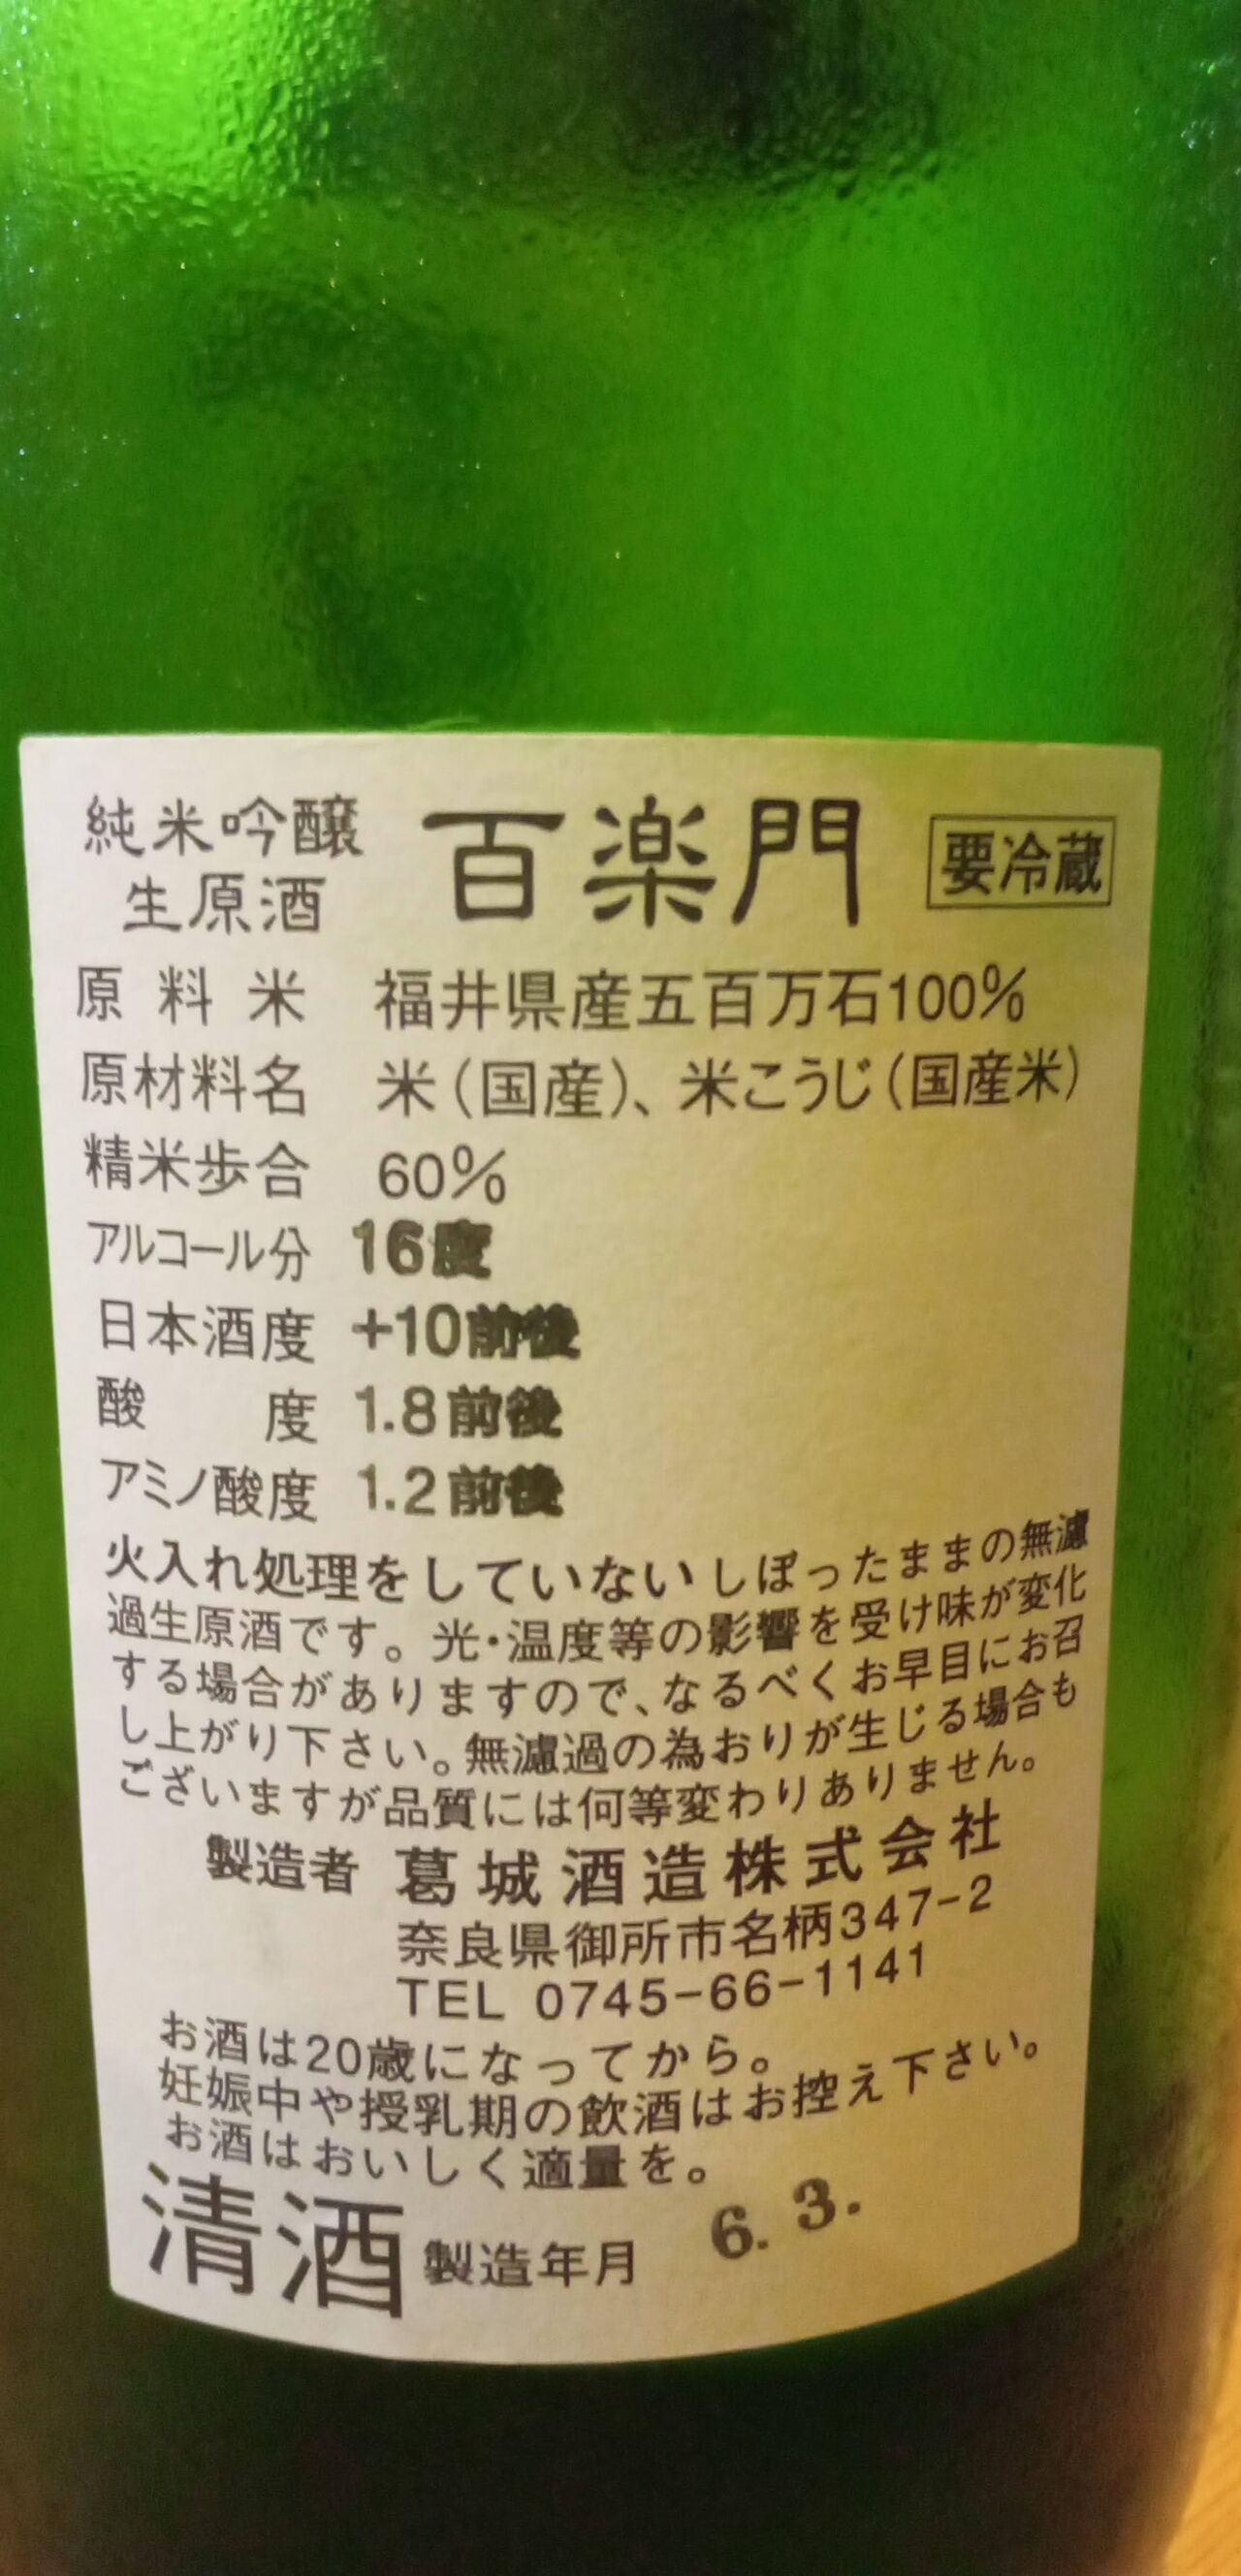 純米吟醸 百楽門 要冷蔵
生原酒
原料米 福井県産五百万石100%
原材料名 米(国産)、米こうじ(国産米)
精米歩合 60%
アルコール分 16度
日本酒度 +10前後
酸度 1.8前後
アミノ酸度 1.2前後
火入れ処理をしていないしぼったままの無濾
過生原酒です。光・温度等の影響を受け味が変化
する場合がありますので、なるべくお早目にお召
し上がり下さい。無濾過の為おりが生じる場合も
ございますが品質には何等変わりありません。
製造者 葛城酒造株式会社
奈良県御所市名柄347-2
TEL 0745-66-1141
お酒は20歳になってから。
妊娠中や授乳期の飲酒はお控え下さい。
お酒はおいしく適量を。
清酒 製造年月 6. 3.